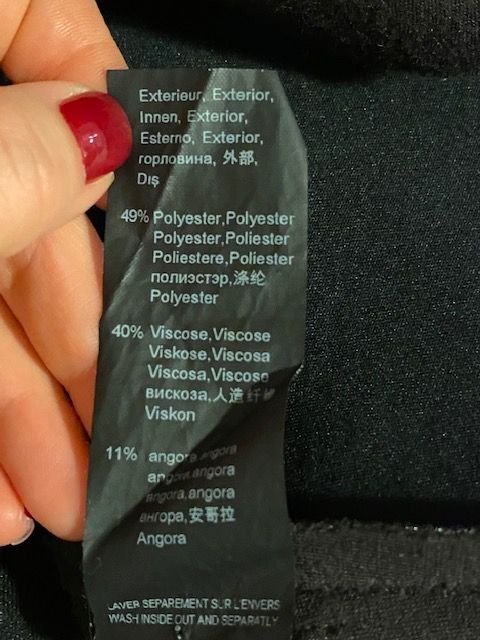 Exterieur, Exterior,
Innen, Exterior,
Esterno, Exterior,
горловина, 外部,
Dış
49% Polyester,Polyester
Polyester,Poliester
Poliestere,Poliester
полиэстэр,涤纶
Polyester
40% Viscose,Viscose
Viskose,Viscosa
Viscosa,Viscose
вискоза,人造纤维
Viskon
11% angora,angora
angora,angora
angora,angora
ангора,安哥拉
Angora
LAVER SEPAREMENT SUR L'ENVERS
WASH INSIDE OUT AND SEPARATLY